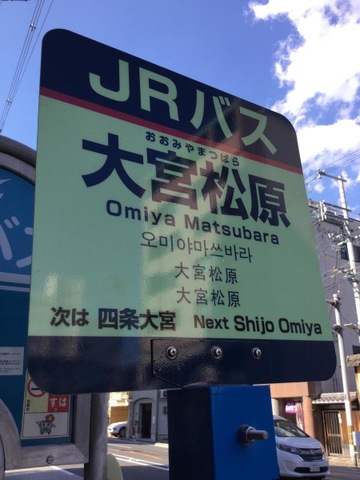 JRバス
おおみやまつばら
大宮松原
Omiya Matsubara
오미야마쓰바라
大宮松原
大宮松原
次は 四条大宮 Next Shijo Omiya